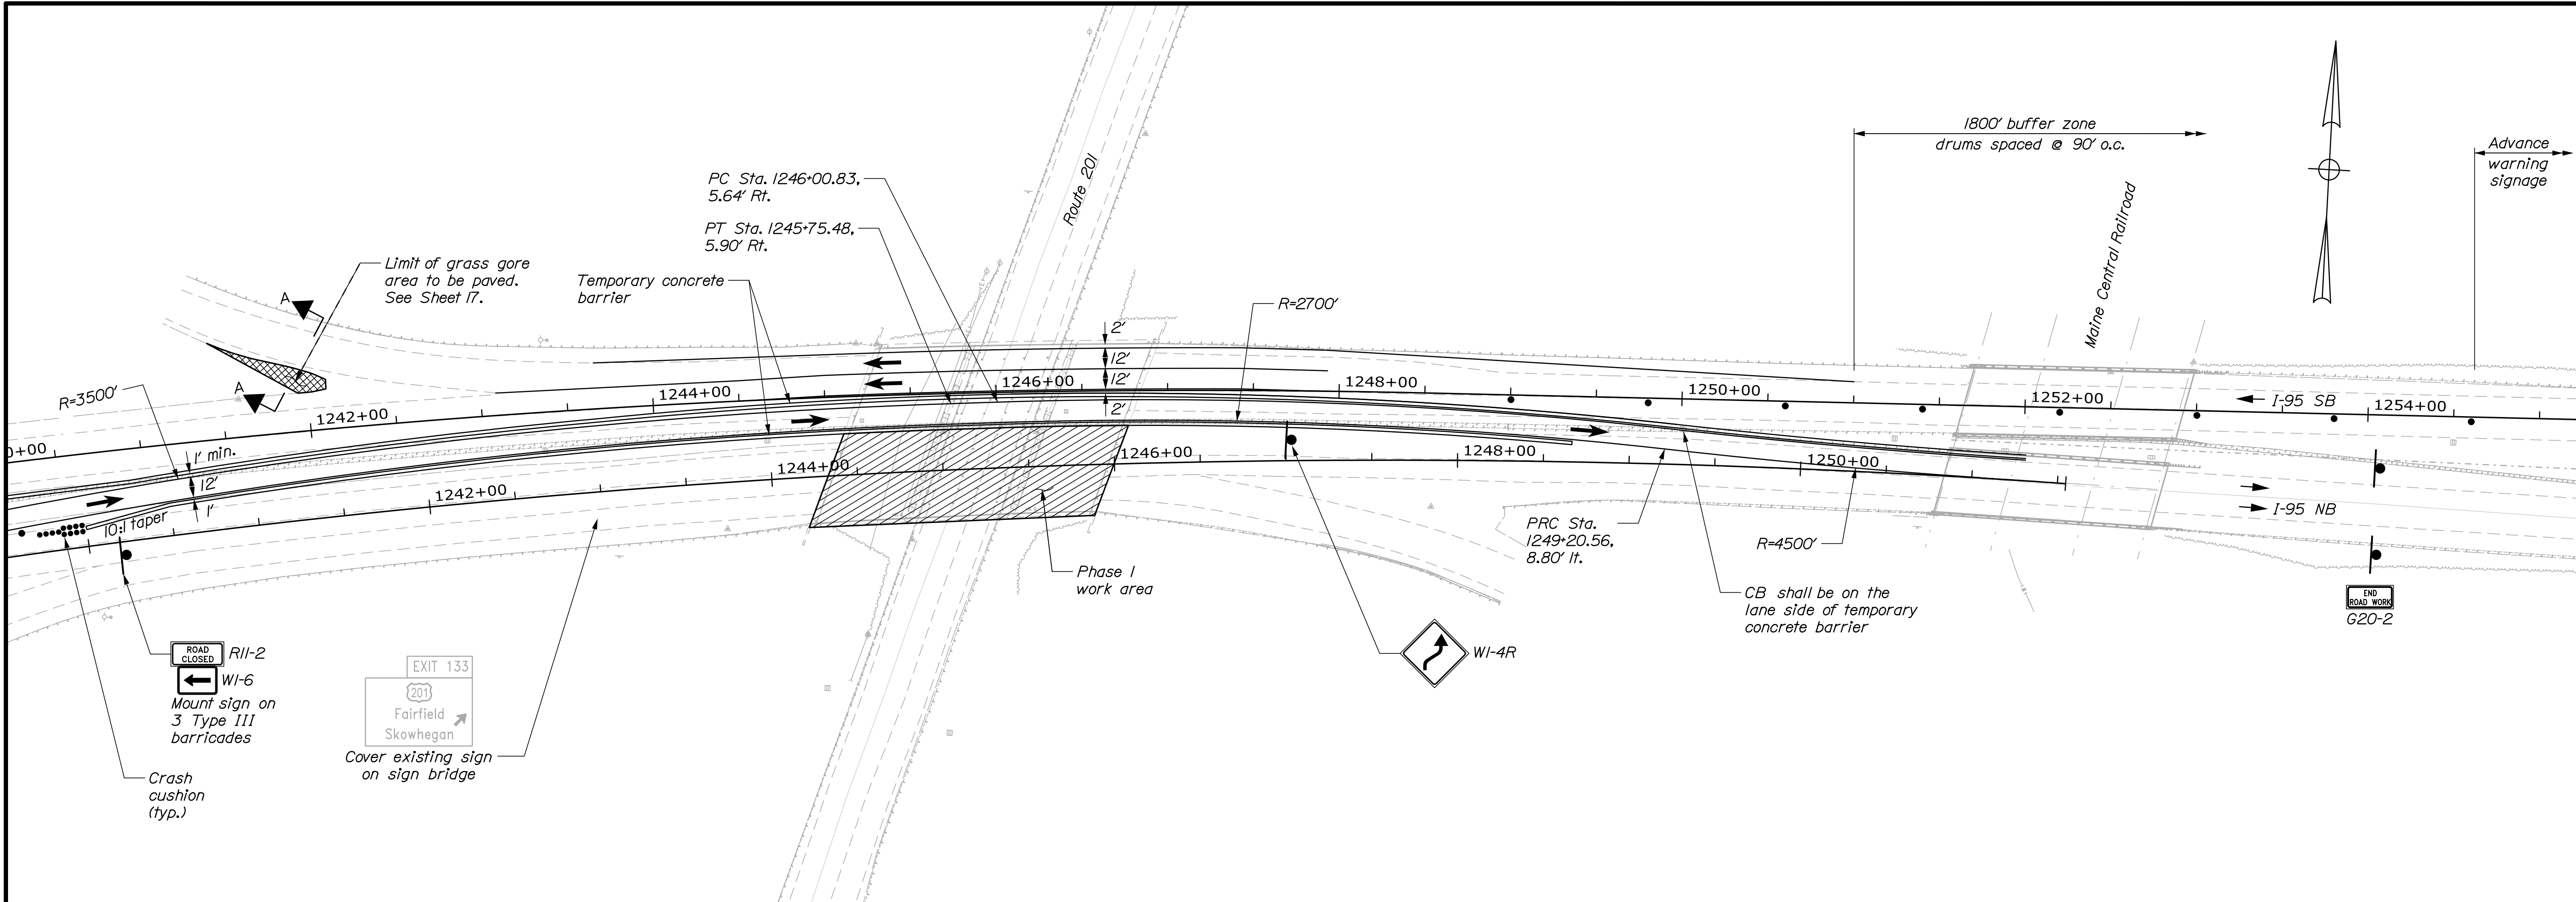 1800' buffer zone
drums spaced @ 90' o.c.
Advance
warning
signage
Route 201
Maine Central Railroad
PC Sta. 1246+00.83,
5.64' Rt.
PT Sta. 1245+75.48,
5.90' Rt.
Limit of grass gore
area to be paved.
See Sheet 17.
Temporary concrete
barrier
R=2700'
A
A
R=3500'
2'
12'
12'
2'
0+00
1242+00
1244+00
1246+00
1248+00
1250+00
1252+00
1254+00
I-95 SB
1' min.
12'
1'
10:1 taper
1242+00
1244+00
1246+00
1248+00
1250+00
I-95 NB
PRC Sta.
1249+20.56,
8.80' lt.
R=4500'
Phase 1
work area
CB shall be on the
lane side of temporary
concrete barrier
END
ROAD WORK
G20-2
W1-4R
ROAD
CLOSED
R11-2
W1-6
Mount sign on
3 Type III
barricades
EXIT 133
201
Fairfield
Skowhegan
Cover existing sign
on sign bridge
Crash
cushion
(typ.)